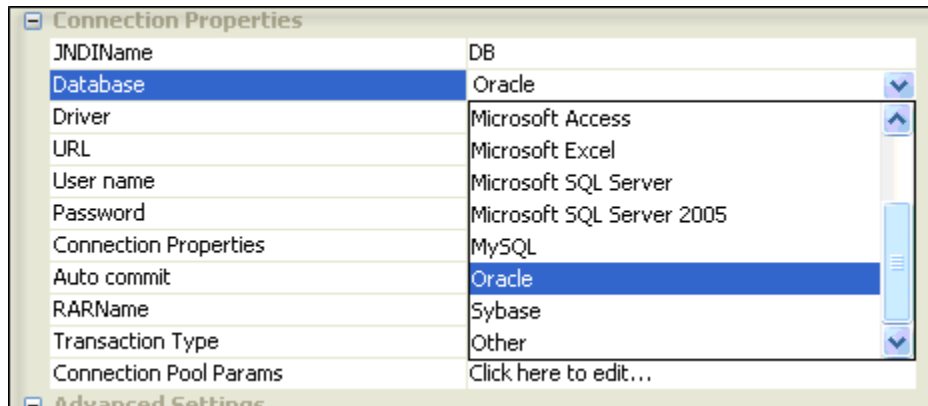 Connection Properties
JNDIName DB
Database Oracle
Driver Microsoft Access
URL Microsoft Excel
User name Microsoft SQL Server
Password Microsoft SQL Server 2005
Connection Properties MySQL
Auto commit Oracle
RARName Sybase
Transaction Type Other
Connection Pool Params Click here to edit...
Advanced Settings